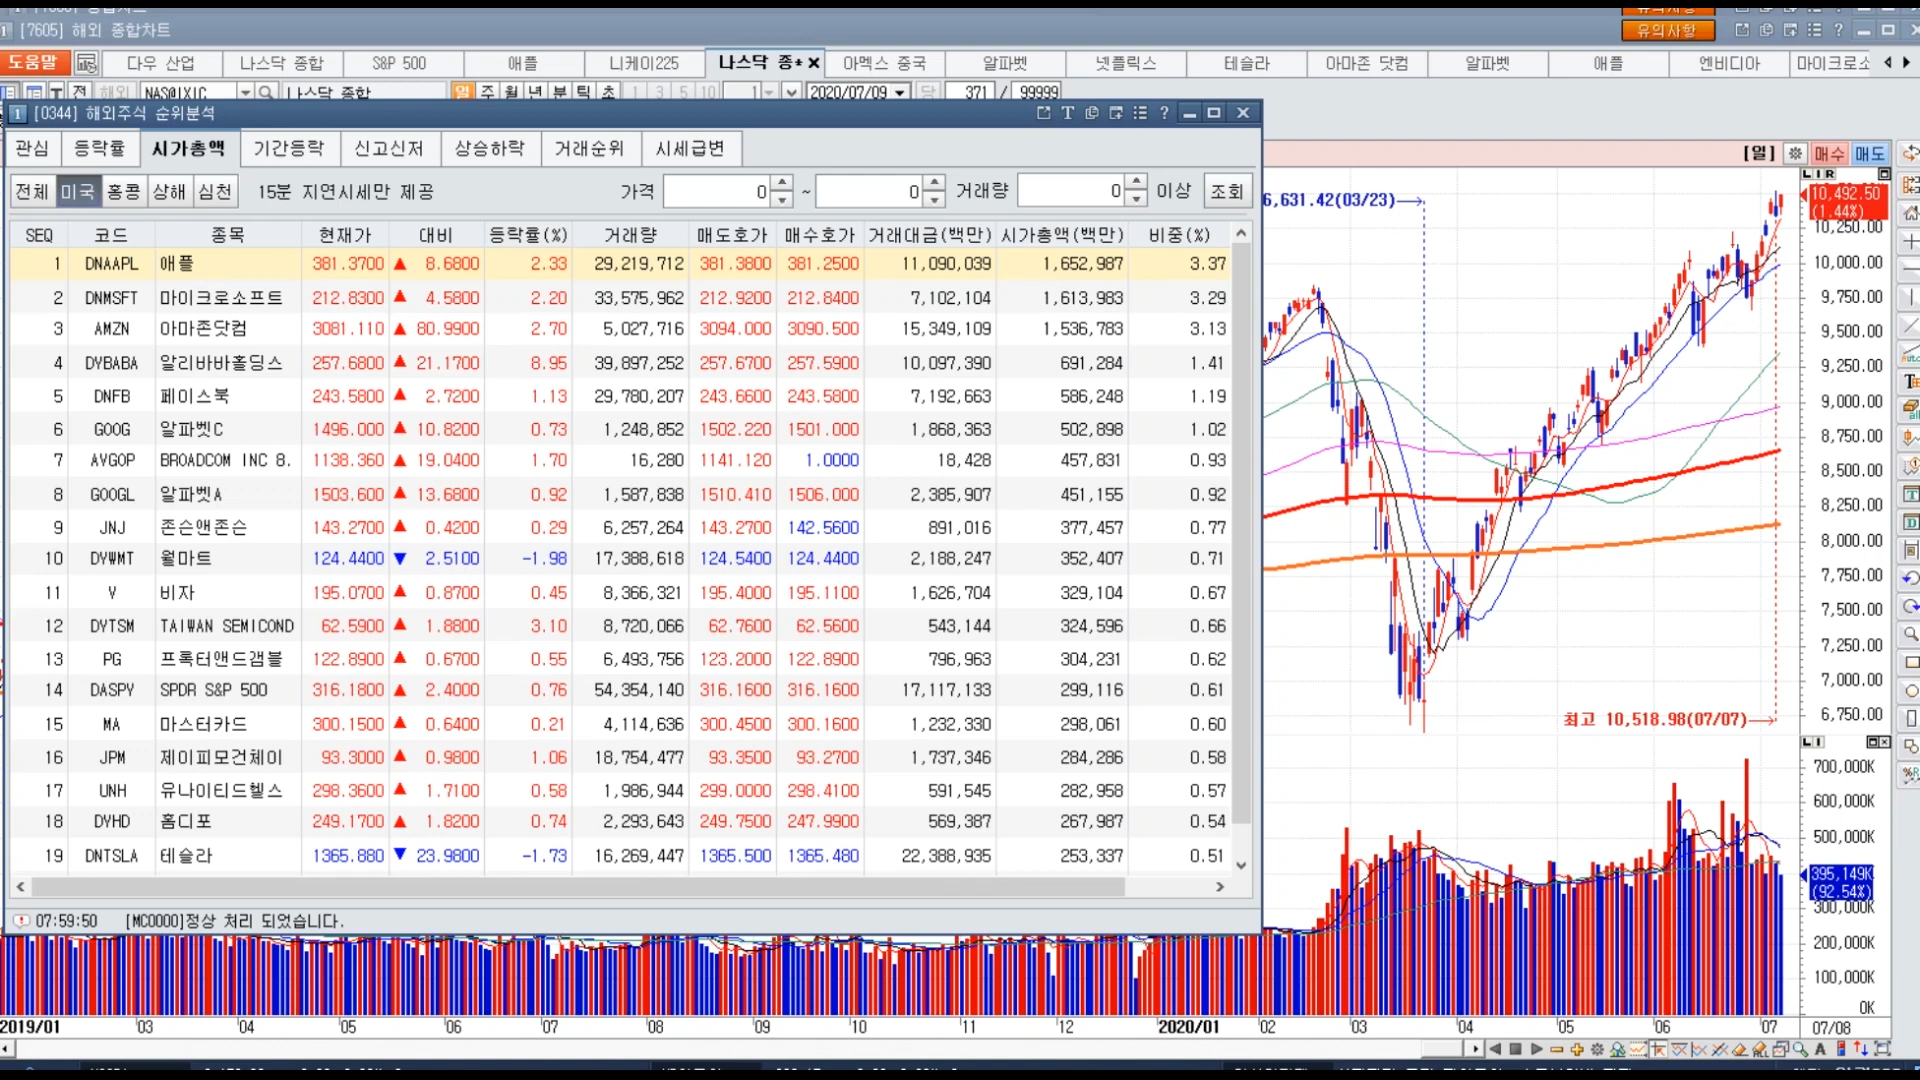 [7605] 해외 종합차트
유의사항
도움말 다우 산업 나스닥 종합 S&P 500 애플 니케이225 나스닥 종* 아멕스 중국 알파벳 넷플릭스 테슬라 아마존 닷컴 알파벳 애플 엔비디아 마이크로소
전 해외 NAS@IXIC 나스닥 종합 일 주 월 년 분 틱 초 1 3 5 10 1 2020/07/09 당 371 / 99999
1 [0344] 해외주식 순위분석
관심 등락률 시가총액 기간등락 신고신저 상승하락 거래순위 시세급변
전체 미국 홍콩 상해 심천 15분 지연시세만 제공 가격 0 ~ 0 거래량 0 이상 조회
SEQ 코드 종목 현재가 대비 등락률(%) 거래량 매도호가 매수호가 거래대금(백만) 시가총액(백만) 비중(%)
1 DNAAPL 애플 381.3700 ▲ 8.6800 2.33 29,219,712 381.3800 381.2500 11,090,039 1,652,987 3.37
2 DNMSFT 마이크로소프트 212.8300 ▲ 4.5800 2.20 33,575,962 212.9200 212.8400 7,102,104 1,613,983 3.29
3 AMZN 아마존닷컴 3081.110 ▲ 80.9900 2.70 5,027,716 3094.000 3090.500 15,349,109 1,536,783 3.13
4 DYBABA 알리바바홀딩스 257.6800 ▲ 21.1700 8.95 39,897,252 257.6700 257.5900 10,097,390 691,284 1.41
5 DNFB 페이스북 243.5800 ▲ 2.7200 1.13 29,780,207 243.6600 243.5800 7,192,663 586,248 1.19
6 GOOG 알파벳C 1496.000 ▲ 10.8200 0.73 1,248,852 1502.220 1501.000 1,868,363 502,898 1.02
7 AVGOP BROADCOM INC 8. 1138.360 ▲ 19.0400 1.70 16,280 1141.120 1.0000 18,428 457,831 0.93
8 GOOGL 알파벳A 1503.600 ▲ 13.6800 0.92 1,587,838 1510.410 1506.000 2,385,907 451,155 0.92
9 JNJ 존슨앤존슨 143.2700 ▲ 0.4200 0.29 6,257,264 143.2700 142.5600 891,016 377,457 0.77
10 DYWMT 월마트 124.4400 ▼ 2.5100 -1.98 17,388,618 124.5400 124.4400 2,188,247 352,407 0.71
11 V 비자 195.0700 ▲ 0.8700 0.45 8,366,321 195.4000 195.1100 1,626,704 329,104 0.67
12 DYTSM TAIWAN SEMICOND 62.5900 ▲ 1.8800 3.10 8,720,066 62.7600 62.5600 543,144 324,596 0.66
13 PG 프록터앤드갬블 122.8900 ▲ 0.6700 0.55 6,493,756 123.2000 122.8900 796,963 304,231 0.62
14 DASPY SPDR S&P 500 316.1800 ▲ 2.4000 0.76 54,354,140 316.1600 316.1600 17,117,133 299,116 0.61
15 MA 마스터카드 300.1500 ▲ 0.6400 0.21 4,114,636 300.4500 300.1600 1,232,330 298,061 0.60
16 JPM 제이피모건체이 93.3000 ▲ 0.9800 1.06 18,754,477 93.3500 93.2700 1,737,346 284,286 0.58
17 UNH 유나이티드헬스 298.3600 ▲ 1.7100 0.58 1,986,944 299.0000 298.4100 591,545 282,958 0.57
18 DYHD 홈디포 249.1700 ▲ 1.8200 0.74 2,293,643 249.7500 247.9900 569,387 267,987 0.54
19 DNTSLA 테슬라 1365.880 ▼ 23.9800 -1.73 16,269,447 1365.500 1365.480 22,388,935 253,337 0.51
07:59:50 [MC0000]정상 처리 되었습니다.
[일] 매수 매도
L I R
6,631.42(03/23)→
10,492.50
(1.44%)
10,250.00
10,000.00
9,750.00
9,500.00
9,250.00
9,000.00
8,750.00
8,500.00
8,250.00
8,000.00
7,750.00
7,500.00
7,250.00
7,000.00
6,750.00
최고 10,518.98(07/07)→
L I
700,000K
600,000K
500,000K
395,149K
(92.54%)
300,000K
200,000K
100,000K
0K
2019/01 03 04 05 06 07 08 09 10 11 12 2020/01 02 03 04 05 06 07 07/08